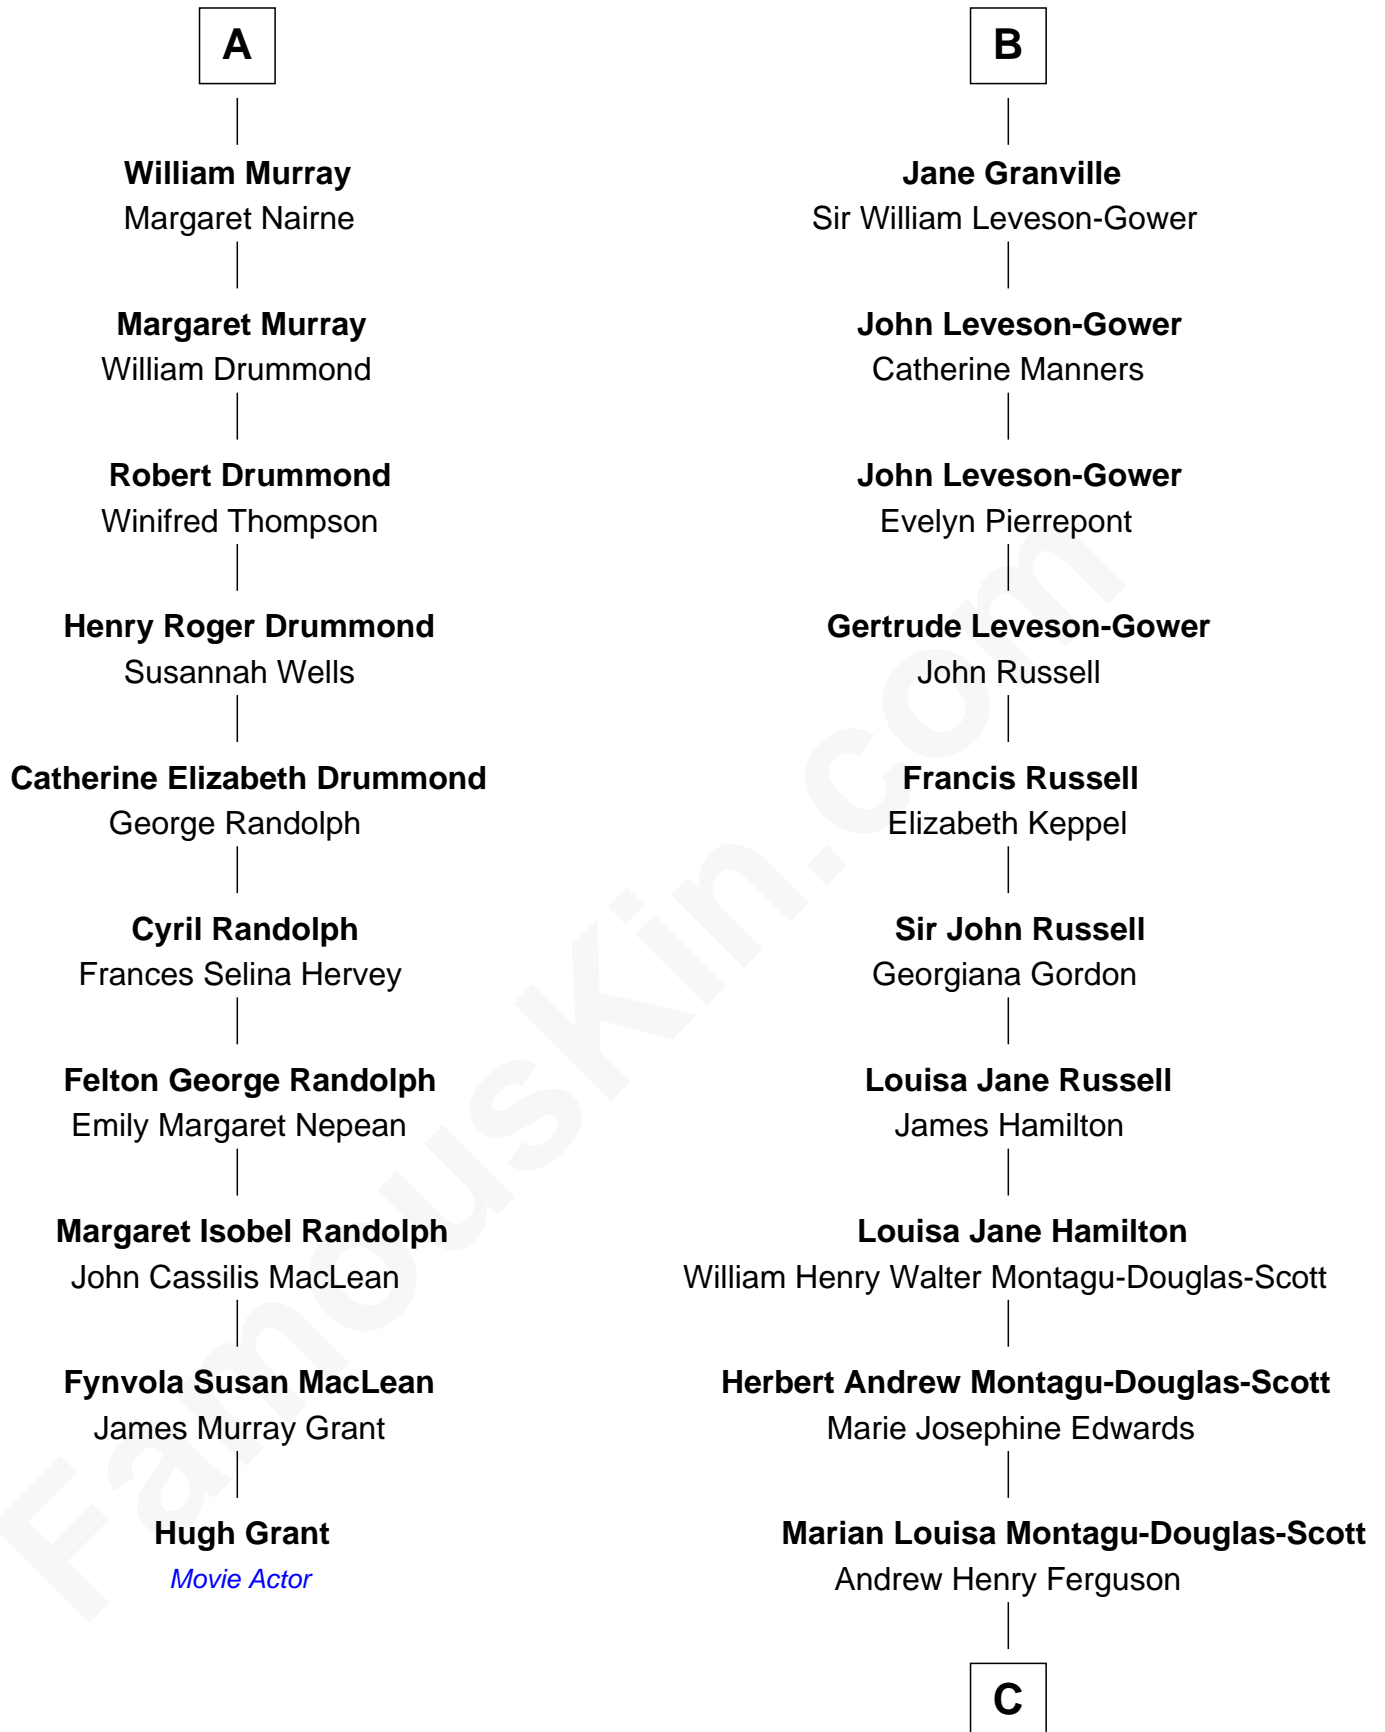 A
William Murray
Margaret Nairne
Margaret Murray
William Drummond
Robert Drummond
Winifred Thompson
Henry Roger Drummond
Susannah Wells
Catherine Elizabeth Drummond
George Randolph
Cyril Randolph
Frances Selina Hervey
Felton George Randolph
Emily Margaret Nepean
Margaret Isobel Randolph
John Cassilis MacLean
Fynvola Susan MacLean
James Murray Grant
Hugh Grant
Movie Actor
B
Jane Granville
Sir William Leveson-Gower
John Leveson-Gower
Catherine Manners
John Leveson-Gower
Evelyn Pierrepont
Gertrude Leveson-Gower
John Russell
Francis Russell
Elizabeth Keppel
Sir John Russell
Georgiana Gordon
Louisa Jane Russell
James Hamilton
Louisa Jane Hamilton
William Henry Walter Montagu-Douglas-Scott
Herbert Andrew Montagu-Douglas-Scott
Marie Josephine Edwards
Marian Louisa Montagu-Douglas-Scott
Andrew Henry Ferguson
C
FamousKin.com